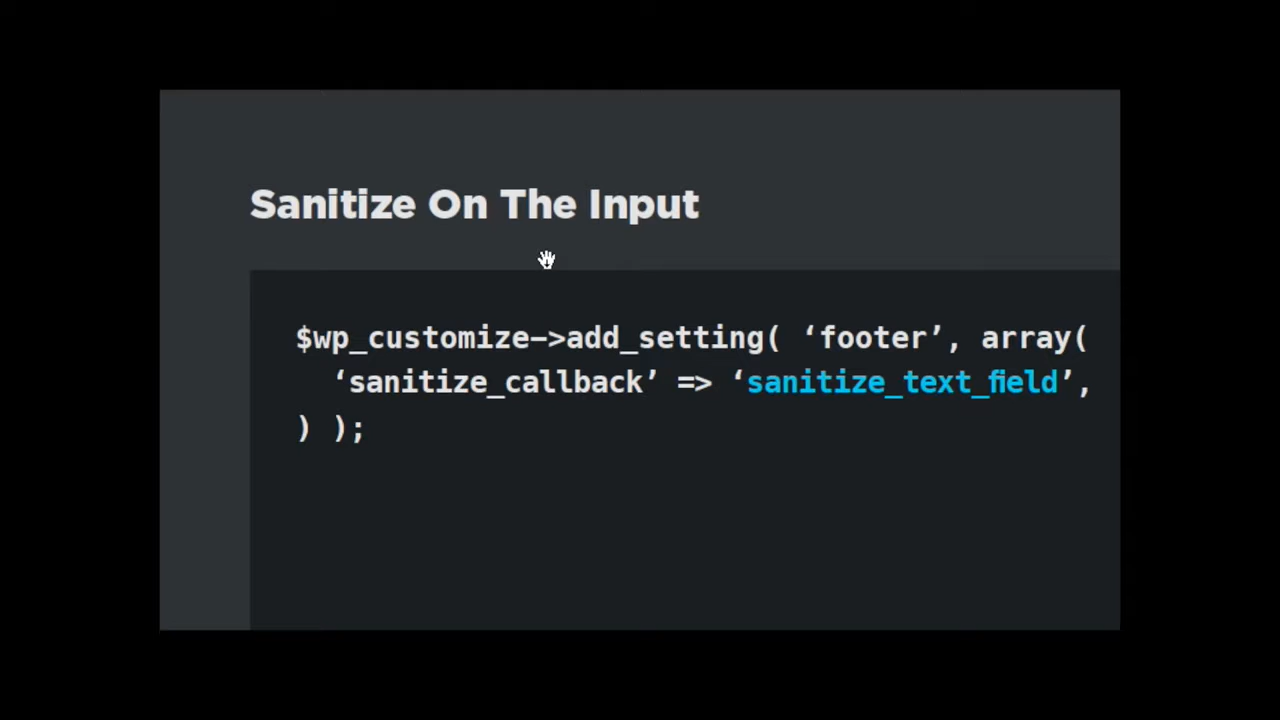 Sanitize On The Input
$wp_customize->add_setting( ‘footer’, array(
‘sanitize_callback’ => ‘sanitize_text_field’,
) );